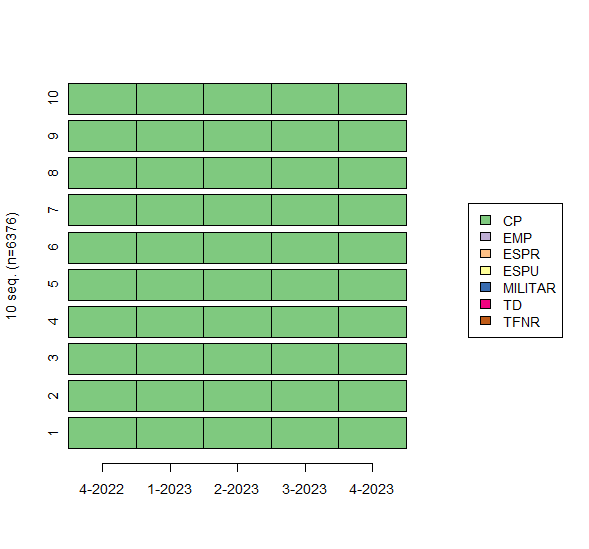 10 seq. (n=6376)
10
9
8
7
6
5
4
3
2
1
4-2022 1-2023 2-2023 3-2023 4-2023
CP
EMP
ESPR
ESPU
MILITAR
TD
TFNR